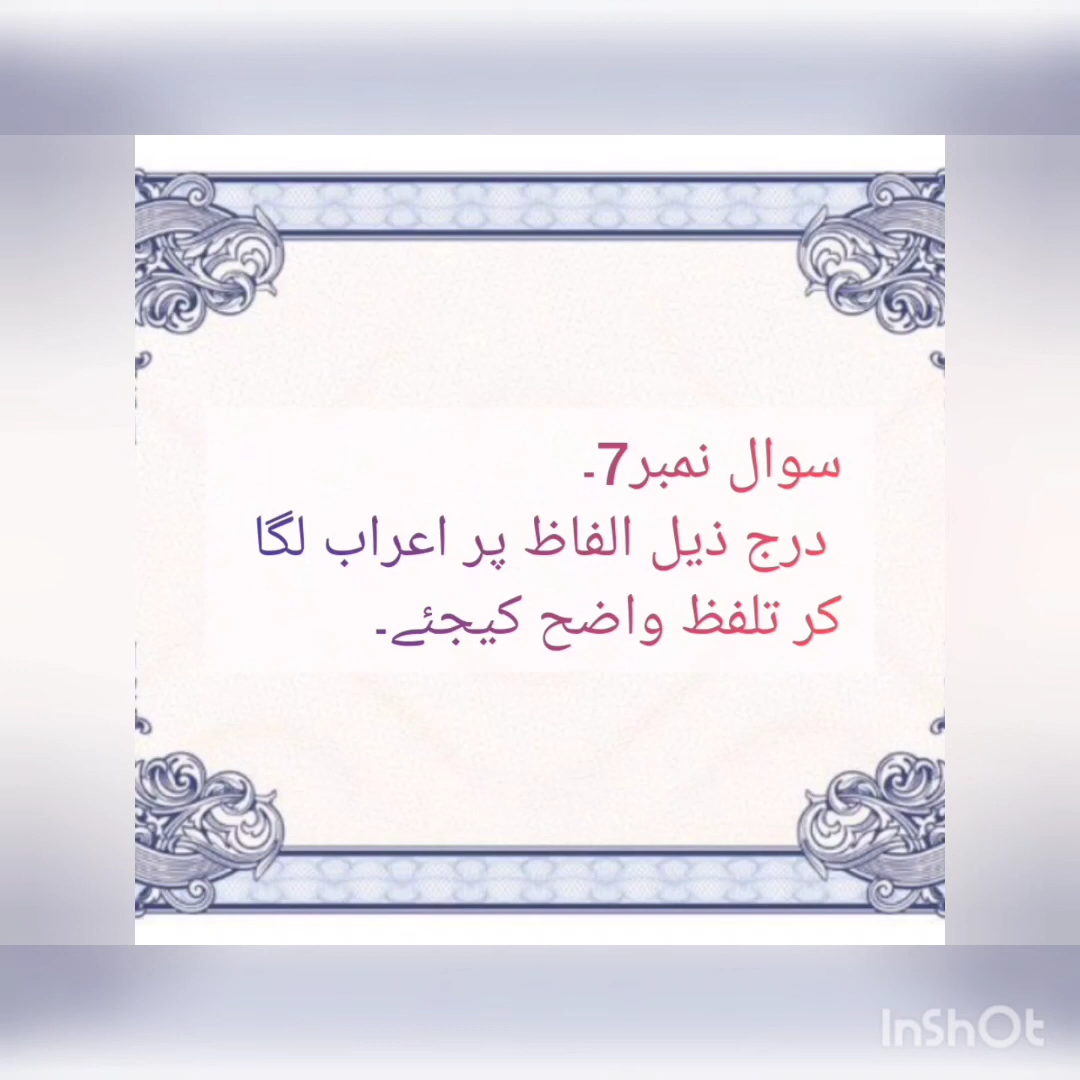 سوال نمبر7۔
درج ذیل الفاظ پر اعراب لگا
کر تلفظ واضح کیجئے۔
InShOt